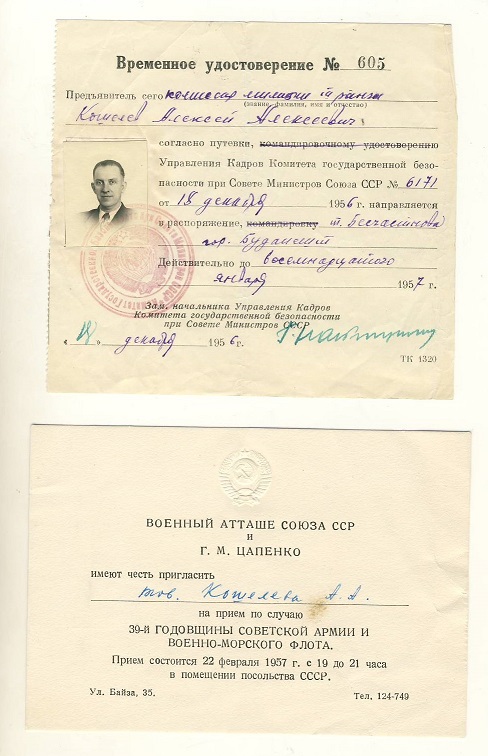 Временное удостоверение № 605
Предъявитель сего комиссар милиции III ранга
(звание, фамилия, имя и отчество)
Кошелев Алексей Алексеевич
согласно путевки, командировочному удостоверению
Управления Кадров Комитета государственной безо-
пасности при Совете Министров Союза ССР № 6171
от 18 декабря 1956 г. направляется
в распоряжение, командировку т. Бесчастнова
гор. Будапешт
Действительно до восемнадцатого
января 1957 г.
Зам. начальника Управления Кадров
Комитета государственной безопасности
при Совете Министров СССР
« 18 » декабря 1956 г.
ТК 1320
ВОЕННЫЙ АТТАШЕ СОЮЗА ССР
и
Г. М. ЦАПЕНКО
имеют честь пригласить
тов. Кошелева А. А.
на прием по случаю
39-й ГОДОВЩИНЫ СОВЕТСКОЙ АРМИИ И
ВОЕННО-МОРСКОГО ФЛОТА.
Прием состоится 22 февраля 1957 г. с 19 до 21 часа
в помещении посольства СССР.
Ул. Байза, 35.
Тел. 124-749